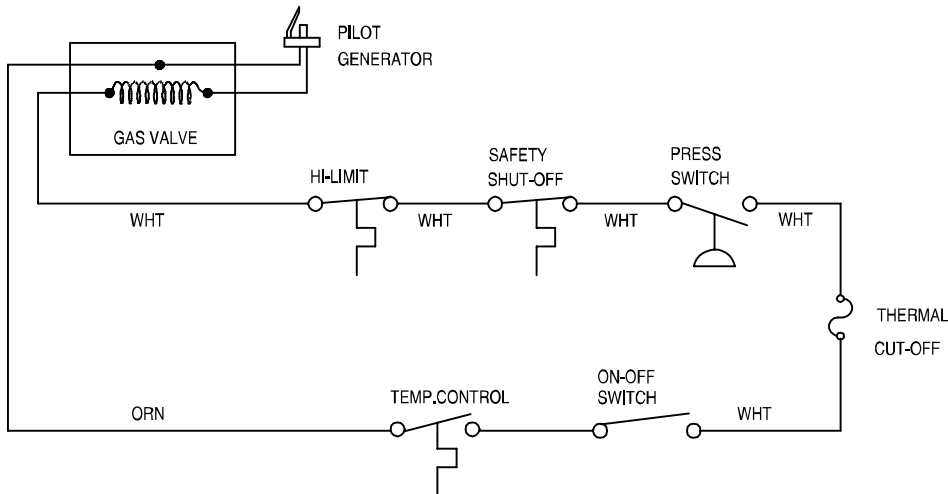 PILOT
GENERATOR
GAS VALVE
HI-LIMIT
SAFETY
SHUT-OFF
PRESS
SWITCH
WHT
WHT
WHT
WHT
THERMAL
CUT-OFF
TEMP.CONTROL
ON-OFF
SWITCH
ORN
WHT